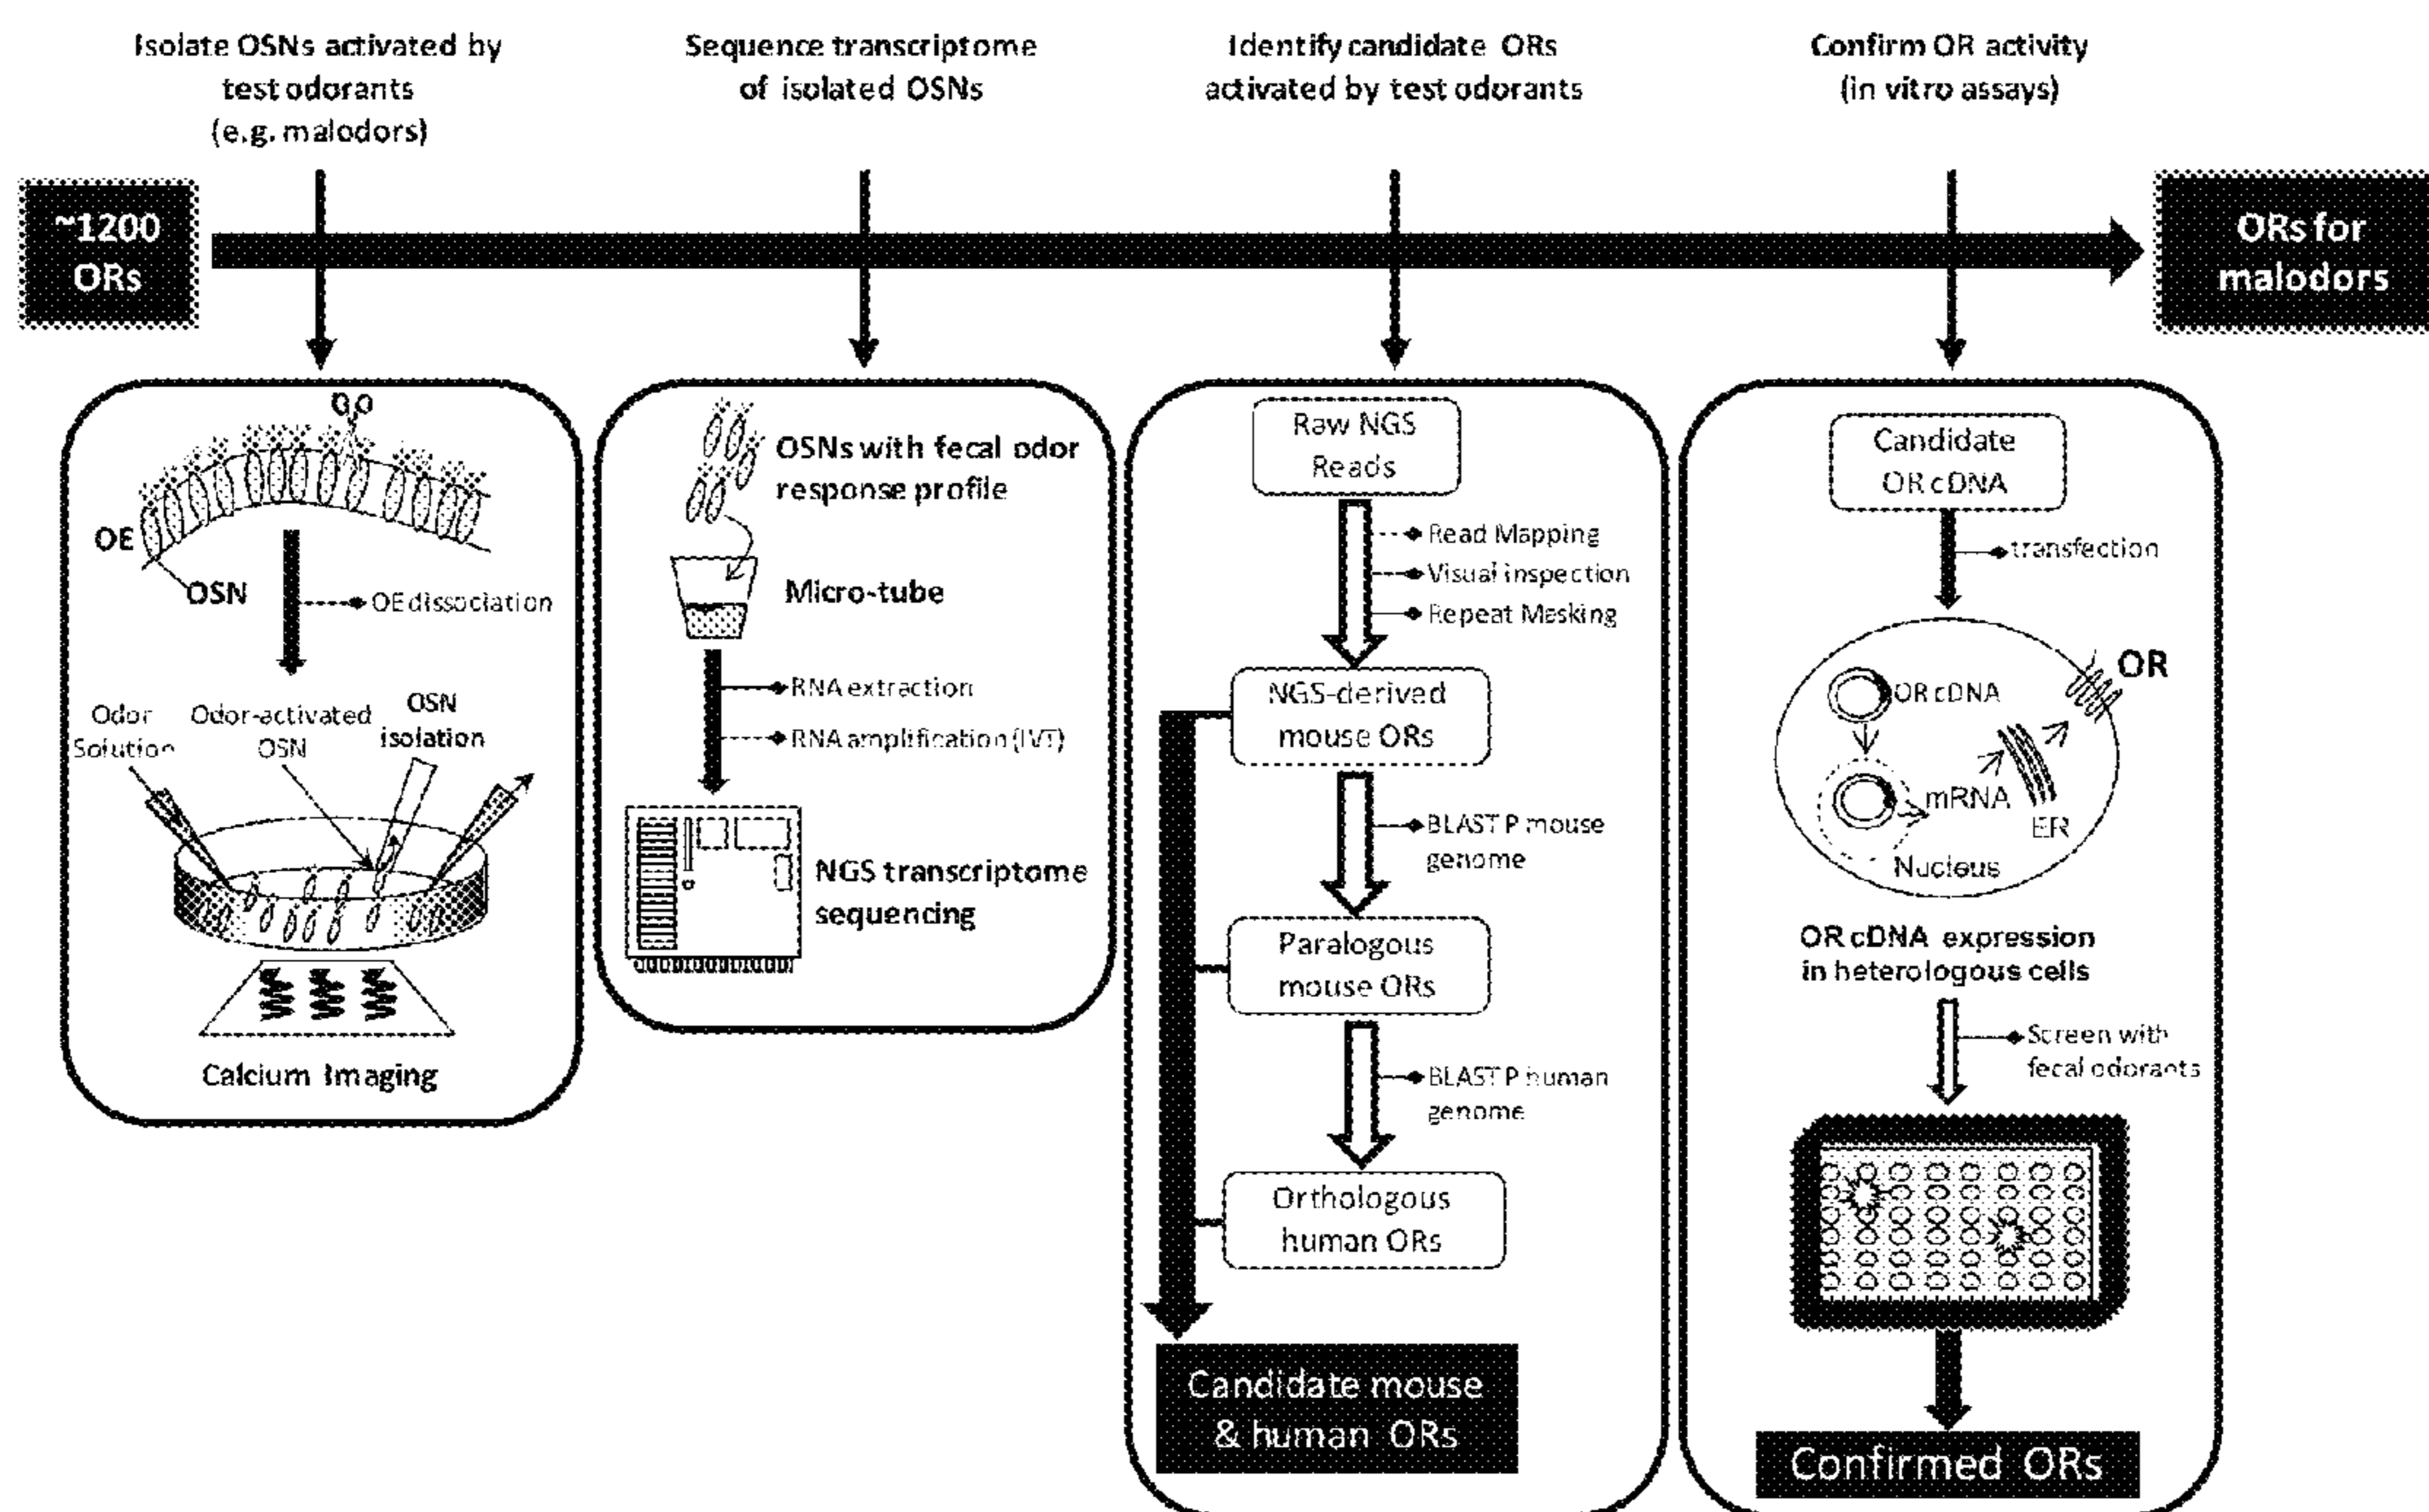 Isolate OSNs activated by
test odorants
(e.g. malodors)
Sequence transcriptome
of isolated OSNs
Identify candidate ORs
activated by test odorants
Confirm OR activity
(in vitro assays)
~1200
ORs
ORs for
malodors
OE
OSN
OE dissociation
Odor
Solution
Odor-activated
OSN
OSN
isolation
Calcium Imaging
OSNs with fecal odor
response profile
Micro-tube
RNA extraction
RNA amplification (IVT)
NGS transcriptome
sequencing
Raw NGS
Reads
Read Mapping
Visual inspection
Repeat Masking
NGS-derived
mouse ORs
BLAST P mouse
genome
Paralogous
mouse ORs
BLAST P human
genome
Orthologous
human ORs
Candidate mouse
& human ORs
Candidate
OR cDNA
transfection
OR
OR cDNA
mRNA
ER
Nucleus
OR cDNA expression
in heterologous cells
Screen with
fecal odorants
Confirmed ORs